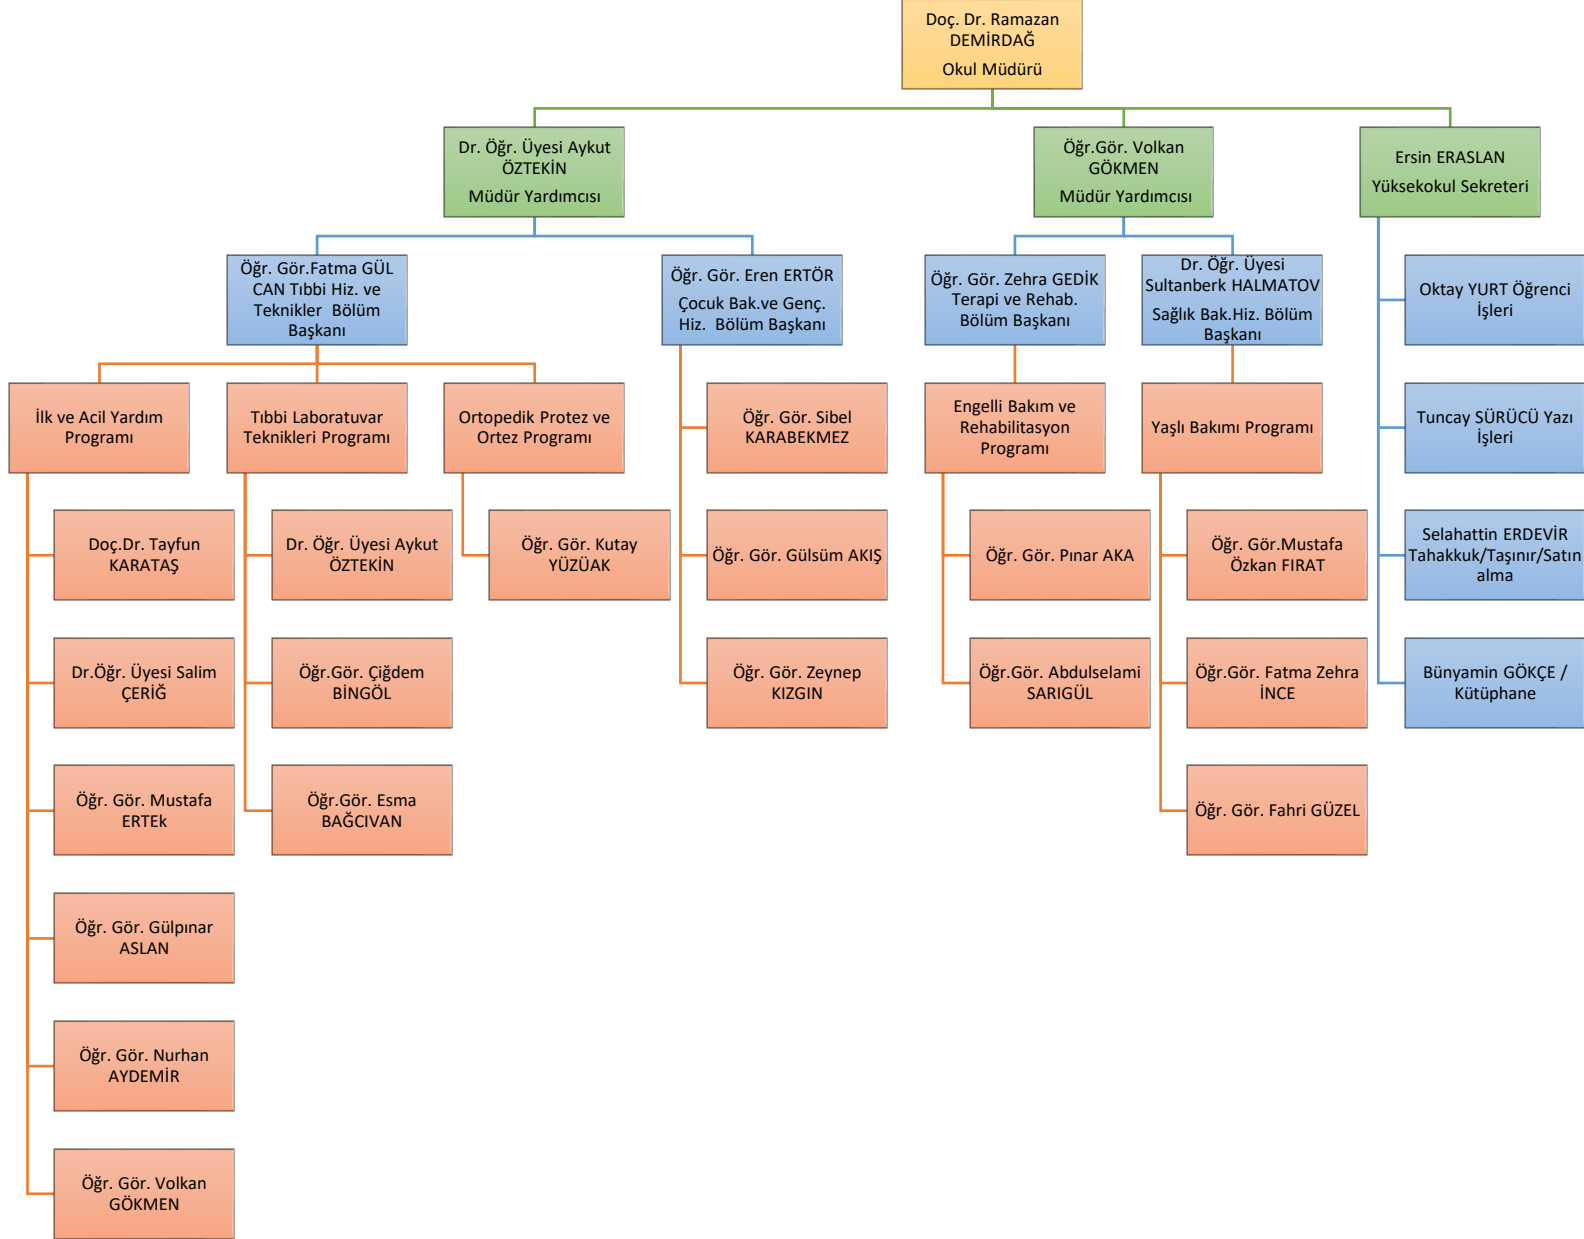 Doç. Dr. Ramazan
DEMİRDAĞ
Okul Müdürü
Dr. Öğr. Üyesi Aykut
ÖZTEKİN
Müdür Yardımcısı
Öğr.Gör. Volkan
GÖKMEN
Müdür Yardımcısı
Ersin ERASLAN
Yüksekokul Sekreteri
Öğr. Gör.Fatma GÜL
CAN Tıbbi Hiz. ve
Teknikler  Bölüm
Başkanı
Öğr. Gör. Eren ERTÖR
Çocuk Bak.ve Genç.
Hiz.  Bölüm Başkanı
Öğr. Gör. Zehra GEDİK
Terapi ve Rehab.
Bölüm Başkanı
Dr. Öğr. Üyesi
Sultanberk HALMATOV
Sağlık Bak.Hiz. Bölüm
Başkanı
Oktay YURT Öğrenci
İşleri
İlk ve Acil Yardım
Programı
Tıbbi Laboratuvar
Teknikleri Programı
Ortopedik Protez ve
Ortez Programı
Öğr. Gör. Sibel
KARABEKMEZ
Engelli Bakım ve
Rehabilitasyon
Programı
Yaşlı Bakımı Programı
Tuncay SÜRÜCÜ Yazı
İşleri
Doç.Dr. Tayfun
KARATAŞ
Dr. Öğr. Üyesi Aykut
ÖZTEKİN
Öğr. Gör. Kutay
YÜZÜAK
Öğr. Gör. Gülsüm AKIŞ
Öğr. Gör. Pınar AKA
Öğr. Gör.Mustafa
Özkan FIRAT
Selahattin ERDEVİR
Tahakkuk/Taşınır/Satın
alma
Dr.Öğr. Üyesi Salim
ÇERİĞ
Öğr.Gör. Çiğdem
BİNGÖL
Öğr. Gör. Zeynep
KIZGIN
Öğr.Gör. Abdulselami
SARIGÜL
Öğr.Gör. Fatma Zehra
İNCE
Bünyamin GÖKÇE /
Kütüphane
Öğr. Gör. Mustafa
ERTEk
Öğr.Gör. Esma
BAĞCIVAN
Öğr. Gör. Fahri GÜZEL
Öğr. Gör. Gülpınar
ASLAN
Öğr. Gör. Nurhan
AYDEMİR
Öğr. Gör. Volkan
GÖKMEN